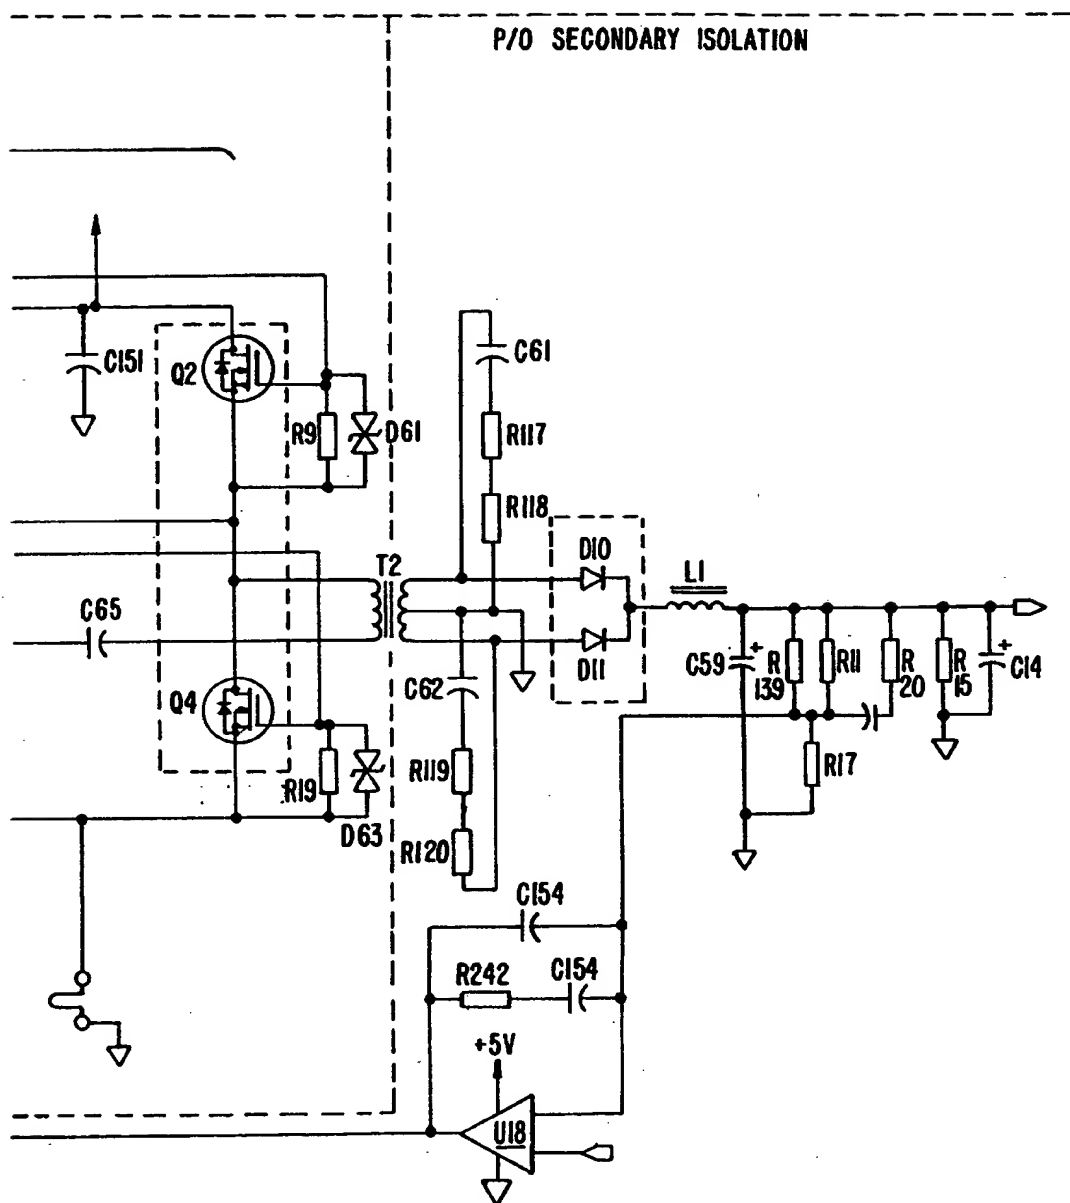 P/O SECONDARY ISOLATION
C151
Q2
R9
D61
C61
R117
R118
D10
T2
L1
C65
D11
C59
R
139
R11
R
20
R
15
C14
C62
Q4
R19
R119
R17
D63
R120
C154
R242
C154
+5V
U18